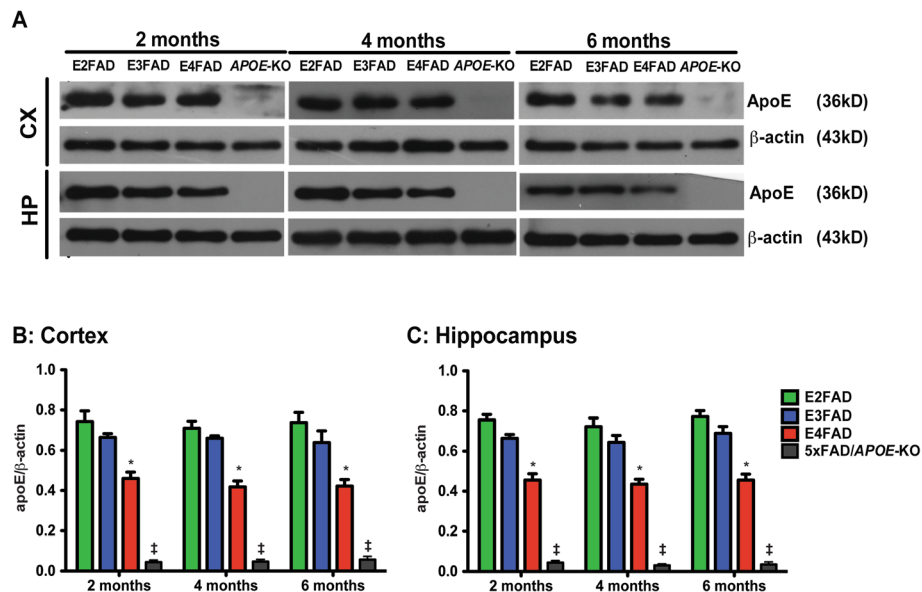 A
2 months 4 months 6 months
E2FAD E3FAD E4FAD APOE-KO E2FAD E3FAD E4FAD APOE-KO E2FAD E3FAD E4FAD APOE-KO
CX
ApoE (36kD)
β-actin (43kD)
HP
ApoE (36kD)
β-actin (43kD)
B: Cortex
apoE/β-actin
1.0
0.8
0.6
0.4
0.2
0.0
* ‡ * ‡ * ‡
2 months 4 months 6 months
C: Hippocampus
apoE/β-actin
1.0
0.8
0.6
0.4
0.2
0.0
* ‡ * ‡ * ‡
2 months 4 months 6 months
E2FAD
E3FAD
E4FAD
5xFAD/APOE-KO